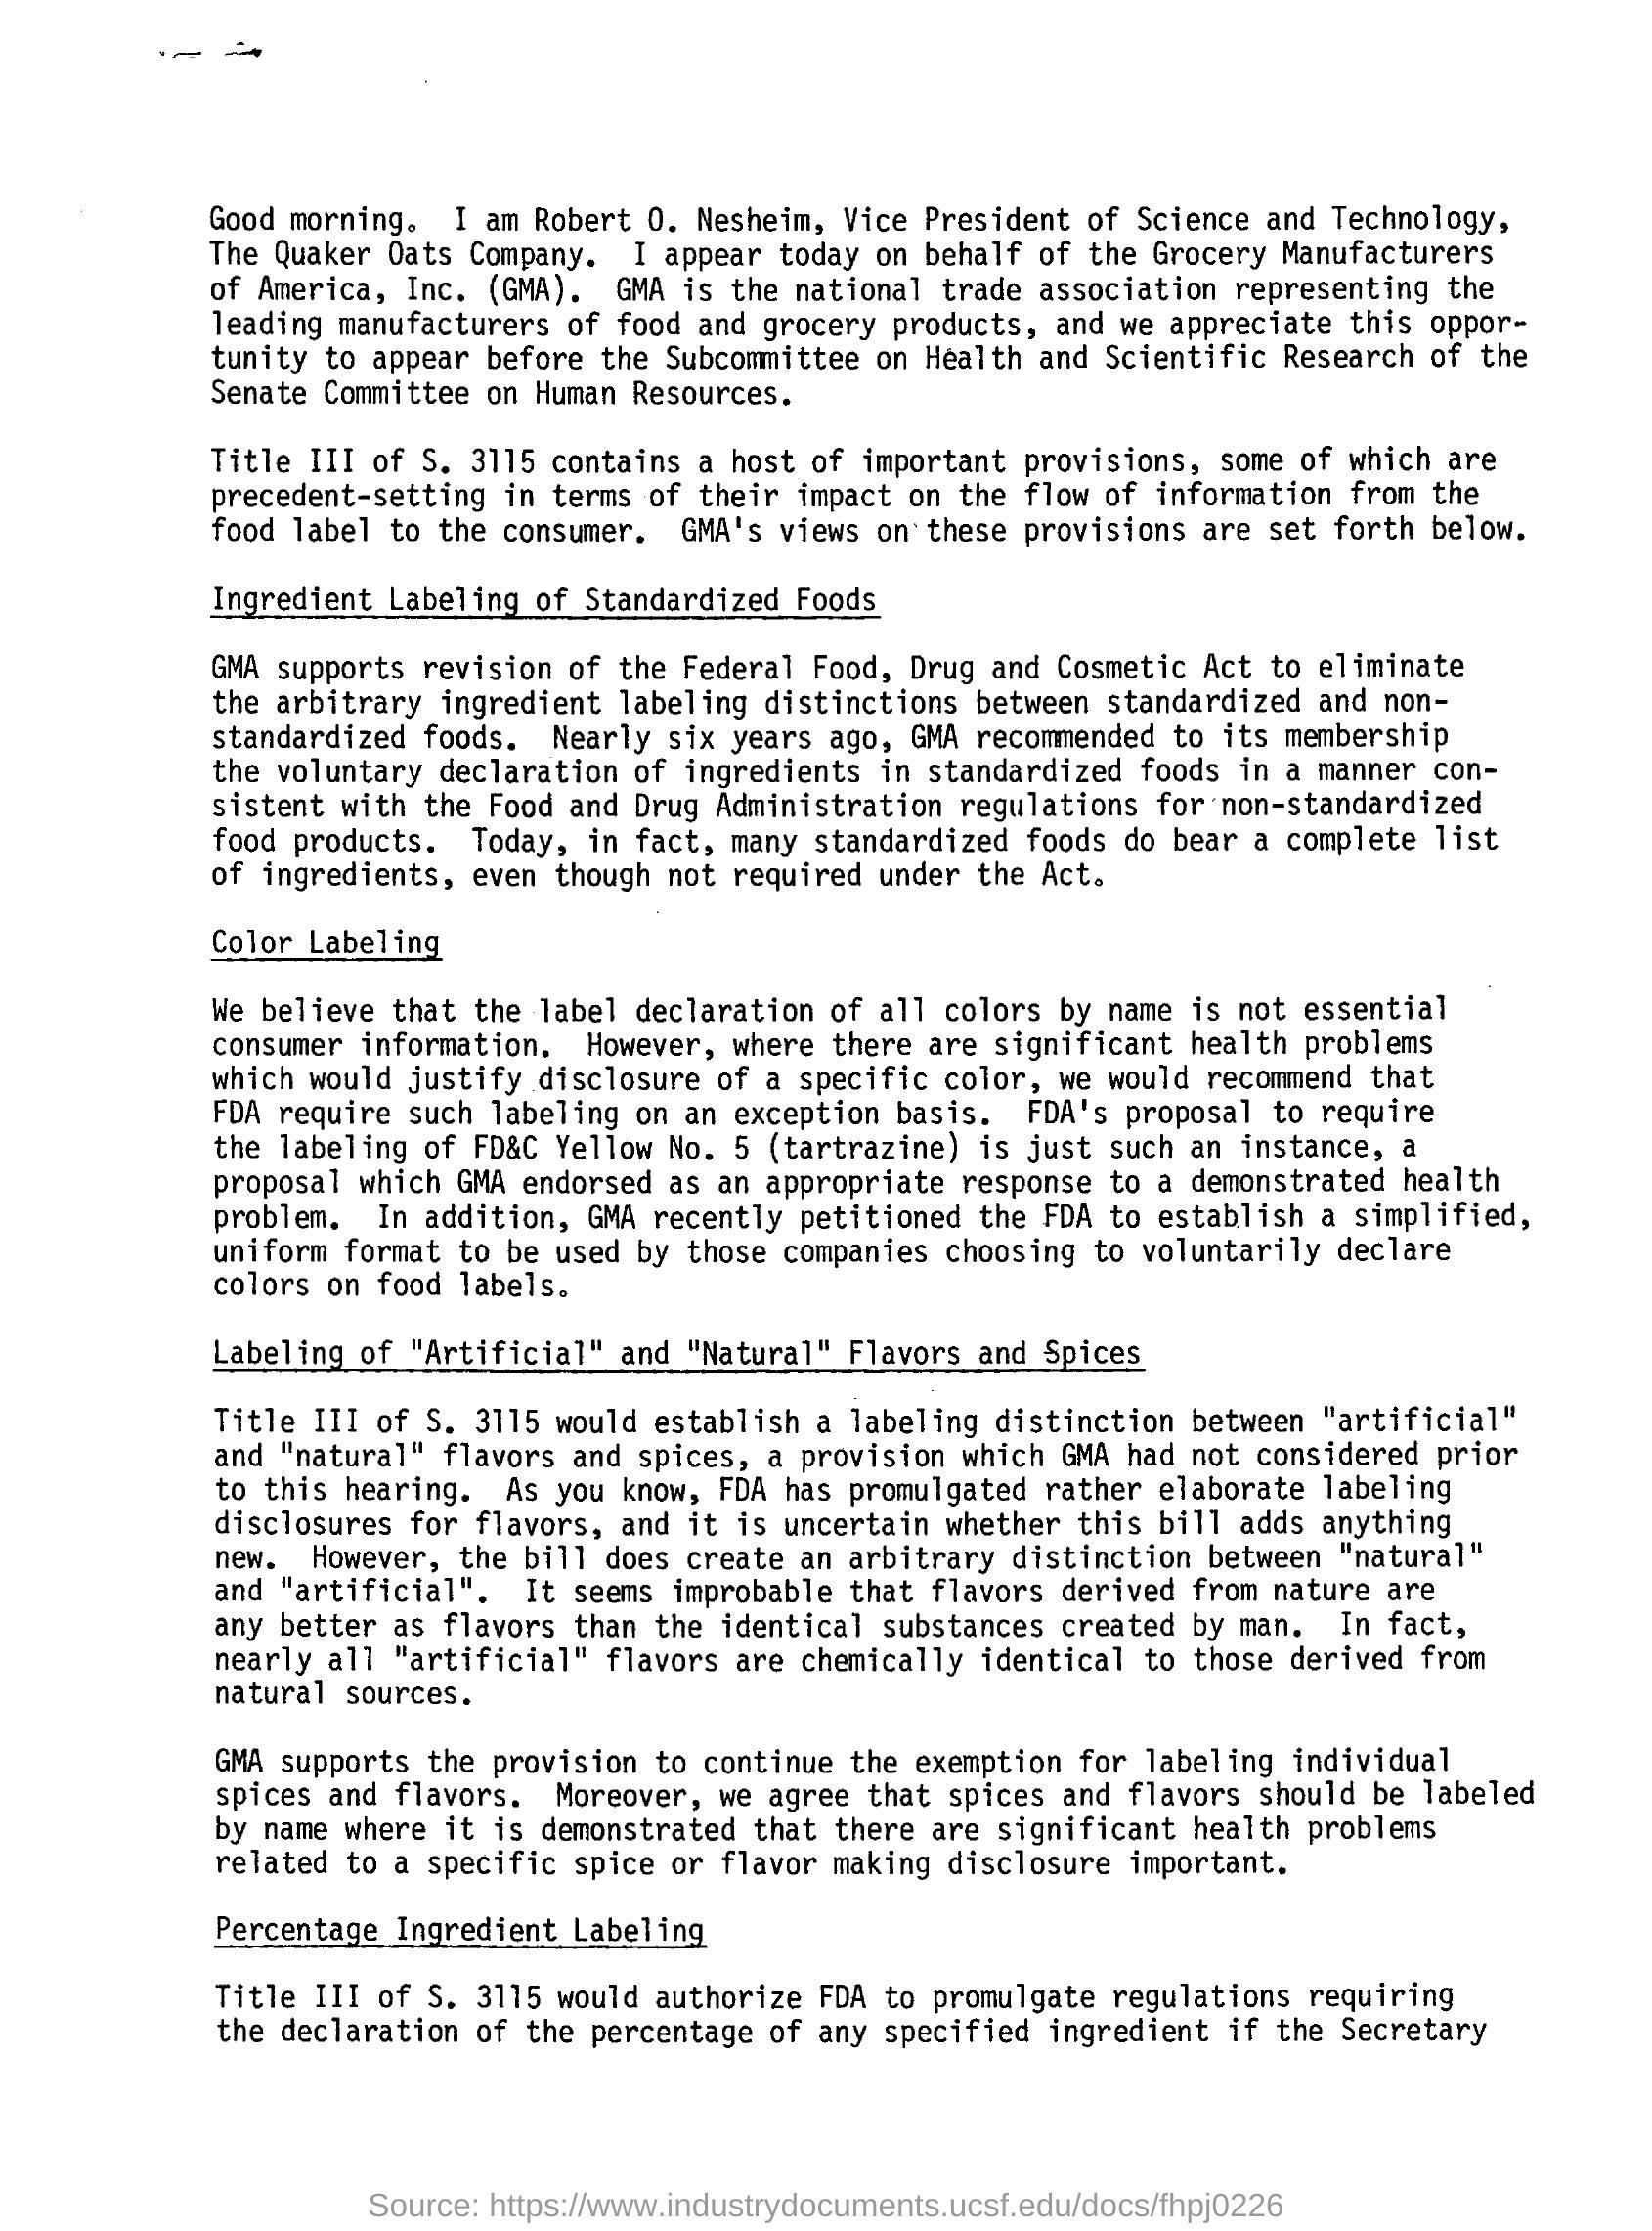 Good morning. I am Robert O. Nesheim, Vice President of Science and Technology,
The Quaker Oats Company. I appear today on behalf of the Grocery Manufacturers
of America, Inc. (GMA). GMA is the national trade association representing the
leading manufacturers of food and grocery products, and we appreciate this oppor-
tunity to appear before the Subcommittee on Health and Scientific Research of the
Senate Committee on Human Resources.
Title III of S. 3115 contains a host of important provisions, some of which are
precedent-setting in terms of their impact on the flow of information from the
food label to the consumer. GMA's views on these provisions are set forth below.
Ingredient Labeling of Standardized Foods
GMA supports revision of the Federal Food, Drug and Cosmetic Act to eliminate
the arbitrary ingredient labeling distinctions between standardized and non-
standardized foods. Nearly six years ago, GMA recommended to its membership
the voluntary declaration of ingredients in standardized foods in a manner con-
sistent with the Food and Drug Administration regulations for non-standardized
food products. Today, in fact, many standardized foods do bear a complete list
of ingredients, even though not required under the Act.
Color Labeling
We believe that the label declaration of all colors by name is not essential
consumer information. However, where there are significant health problems
which would justify disclosure of a specific color, we would recommend that
FDA require such labeling on an exception basis. FDA's proposal to require
the labeling of FD&C Yellow No. 5 (tartrazine) is just such an instance, a
proposal which GMA endorsed as an appropriate response to a demonstrated health
problem. In addition, GMA recently petitioned the FDA to establish a simplified,
uniform format to be used by those companies choosing to voluntarily declare
colors on food labels.
Labeling of "Artificial" and "Natural" Flavors and Spices
Title III of S. 3115 would establish a labeling distinction between "artificial"
and "natural" flavors and spices, a provision which GMA had not considered prior
to this hearing. As you know, FDA has promulgated rather elaborate labeling
disclosures for flavors, and it is uncertain whether this bill adds anything
new. However, the bill does create an arbitrary distinction between "natural"
and "artificial". It seems improbable that flavors derived from nature are
any better as flavors than the identical substances created by man. In fact,
nearly all "artificial" flavors are chemically identical to those derived from
natural sources.
GMA supports the provision to continue the exemption for labeling individual
spices and flavors. Moreover, we agree that spices and flavors should be labeled
by name where it is demonstrated that there are significant health problems
related to a specific spice or flavor making disclosure important.
Percentage Ingredient Labeling
Title III of S. 3115 would authorize FDA to promulgate regulations requiring
the declaration of the percentage of any specified ingredient if the Secretary
Source: https://www.industrydocuments.ucsf.edu/docs/fhpj0226